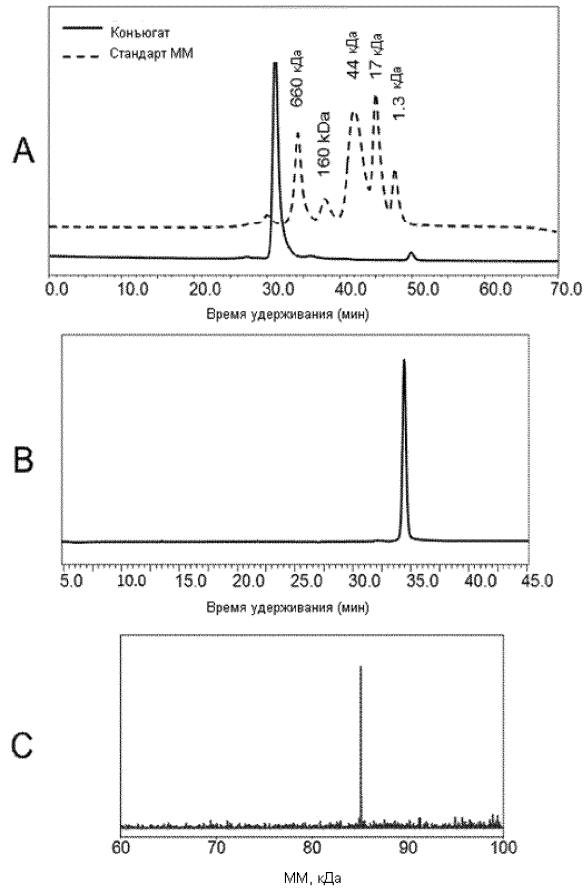 Конъюгат
Стандарт ММ
660 кДа
160 kDa
44 кДа
17 кДа
1.3 кДа
A
0.0 10.0 20.0 30.0 40.0 50.0 60.0 70.0
Время удерживания (мин)
B
5.0 10.0 15.0 20.0 25.0 30.0 35.0 40.0 45.0
Время удерживания (мин)
C
60 70 80 90 100
ММ, кДа